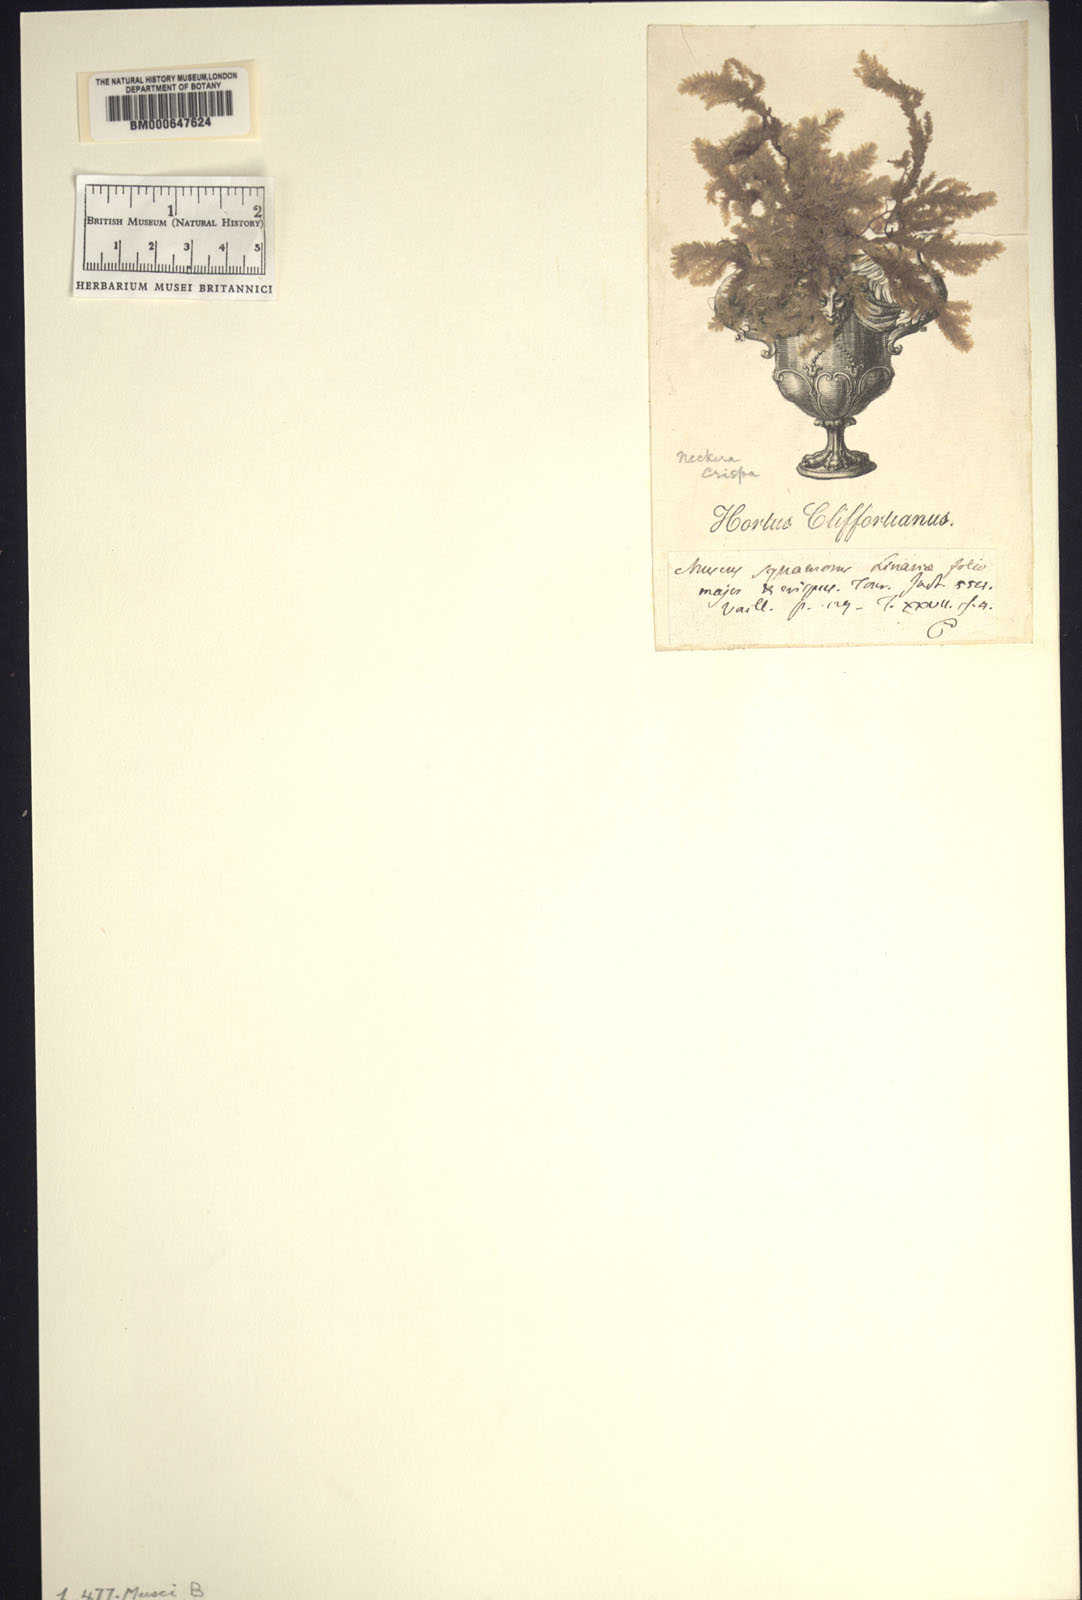 THE NATURAL HISTORY MUSEUM, LONDON
DEPARTMENT OF BOTANY
BM000647624
1 2
BRITISH MUSEUM (NATURAL HISTORY)
1 2 3 4 5
HERBARIUM MUSEI BRITANNICI
Neckera
crispa
Hortus Cliffortianus.
Muscus squamosus Linariæ folio
major & crispus. Tour. Inst. 554.
Vaill. p. 129. T. XXVII. f. 4.
1 477. Musci B